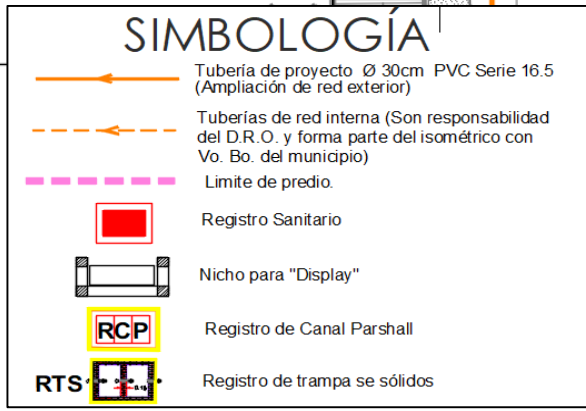 SIMBOLOGÍA
Tubería de proyecto Ø 30cm PVC Serie 16.5
(Ampliación de red exterior)
Tuberías de red interna (Son responsabilidad
del D.R.O. y forma parte del isométrico con
Vo. Bo. del municipio)
Limite de predio.
Registro Sanitario
Nicho para "Display"
RCP Registro de Canal Parshall
RTS Registro de trampa se sólidos